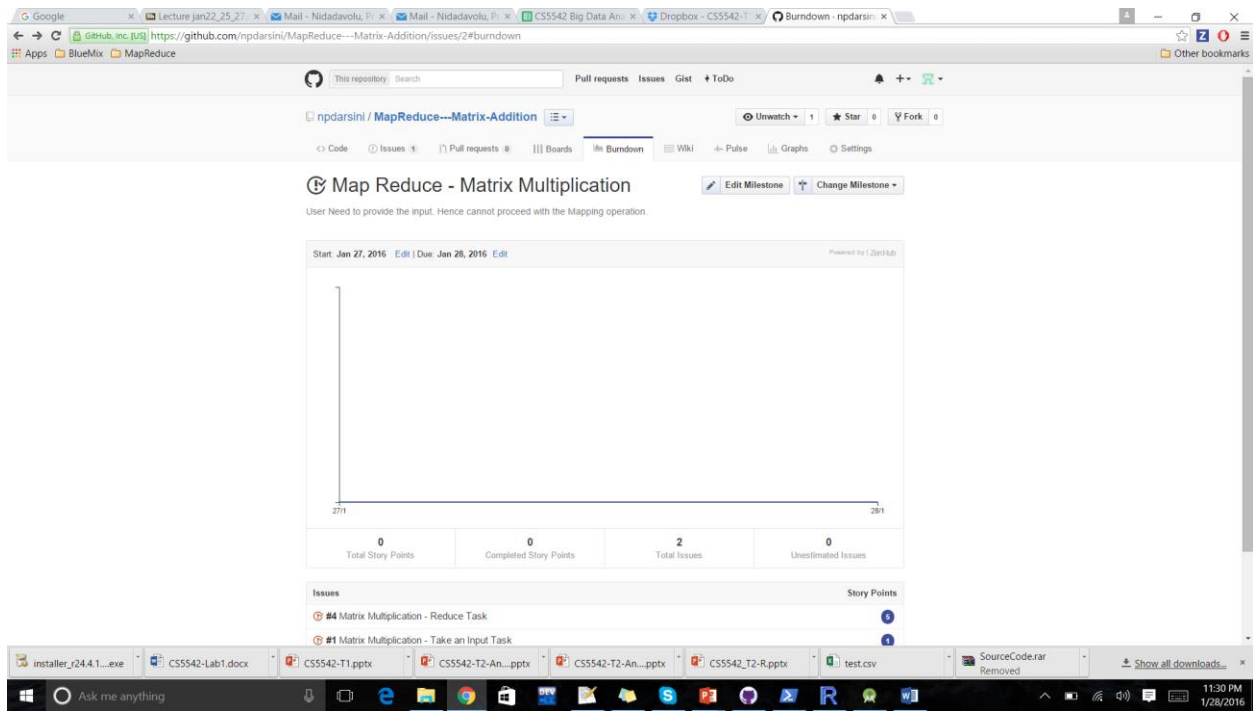 Google
Lecture jan22_25_27
Mail - Nidadavolu, Pr
Mail - Nidadavolu, Pr
CS5542 Big Data Ana
Dropbox - CS5542-T
Burndown - npdarsin
GitHub, Inc. [US] https://github.com/npdarsini/MapReduce---Matrix-Addition/issues/2#burndown
Apps BlueMix MapReduce Other bookmarks
This repository Search Pull requests Issues Gist ToDo
npdarsini / MapReduce---Matrix-Addition Unwatch 1 Star 0 Fork 0
Code Issues 1 Pull requests 0 Boards Burndown Wiki Pulse Graphs Settings
Map Reduce - Matrix Multiplication Edit Milestone Change Milestone
User Need to provide the input. Hence cannot proceed with the Mapping operation.
Start: Jan 27, 2016 Edit | Due: Jan 28, 2016 Edit Powered by ZenHub
27/1 28/1
0 0 2 0
Total Story Points Completed Story Points Total Issues Unestimated Issues
Issues Story Points
#4 Matrix Multiplication - Reduce Task 5
#1 Matrix Multiplication - Take an Input Task 1
installer_r24.4.1....exe CS5542-Lab1.docx CS5542-T1.pptx CS5542-T2-An....pptx CS5542-T2-An....pptx CS5542_T2-R.pptx test.csv SourceCode.rar Show all downloads...
Removed
Ask me anything 11:30 PM
1/28/2016